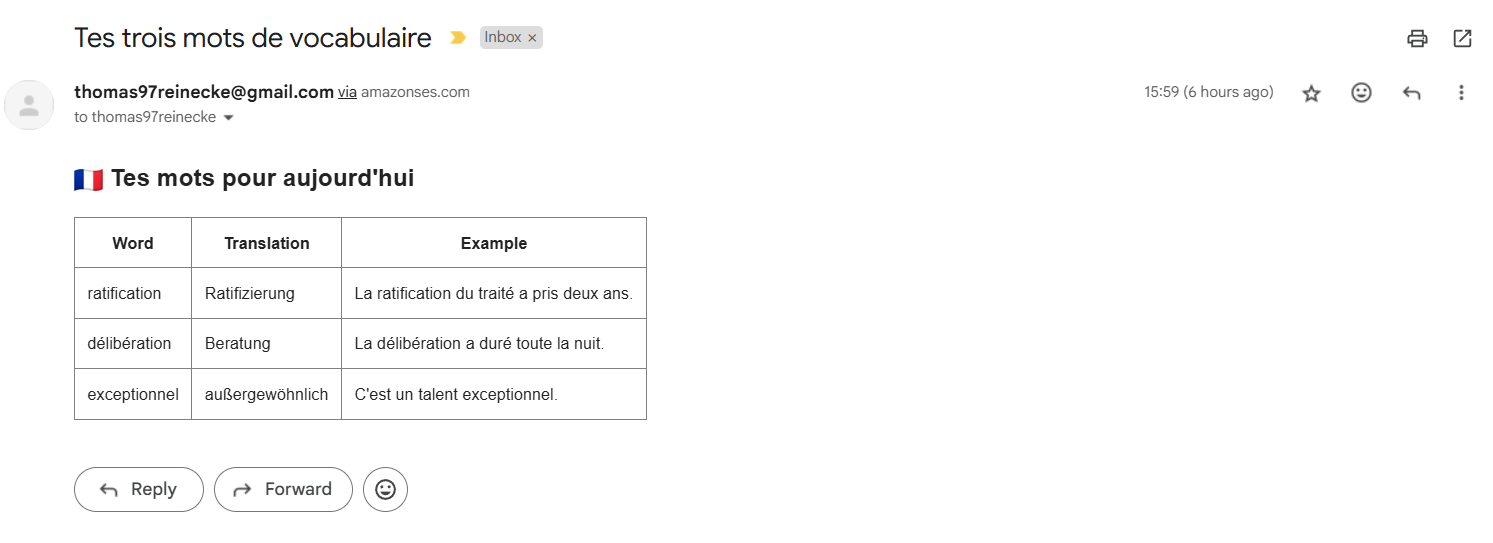 Tes trois mots de vocabulaire Inbox ×
thomas97reinecke@gmail.com via amazonses.com 15:59 (6 hours ago)
to thomas97reinecke
🇫🇷 Tes mots pour aujourd'hui
Word Translation Example
ratification Ratifizierung La ratification du traité a pris deux ans.
délibération Beratung La délibération a duré toute la nuit.
exceptionnel außergewöhnlich C'est un talent exceptionnel.
Reply Forward